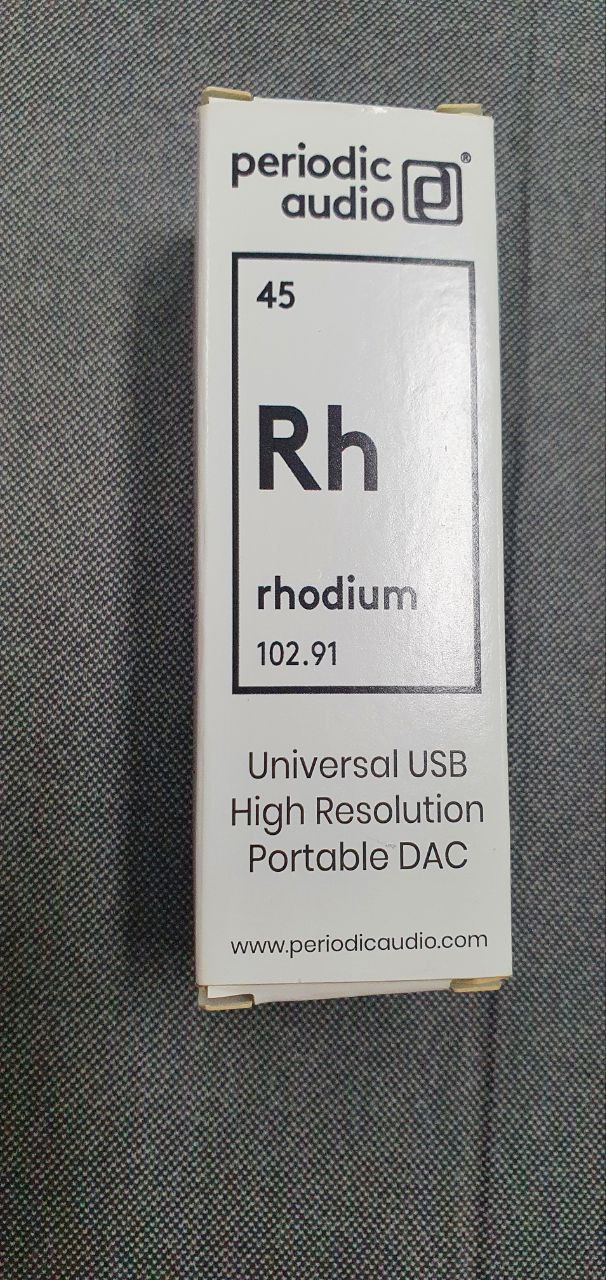 periodic
audio
®
45
Rh
rhodium
102.91
Universal USB
High Resolution
Portable DAC
www.periodicaudio.com